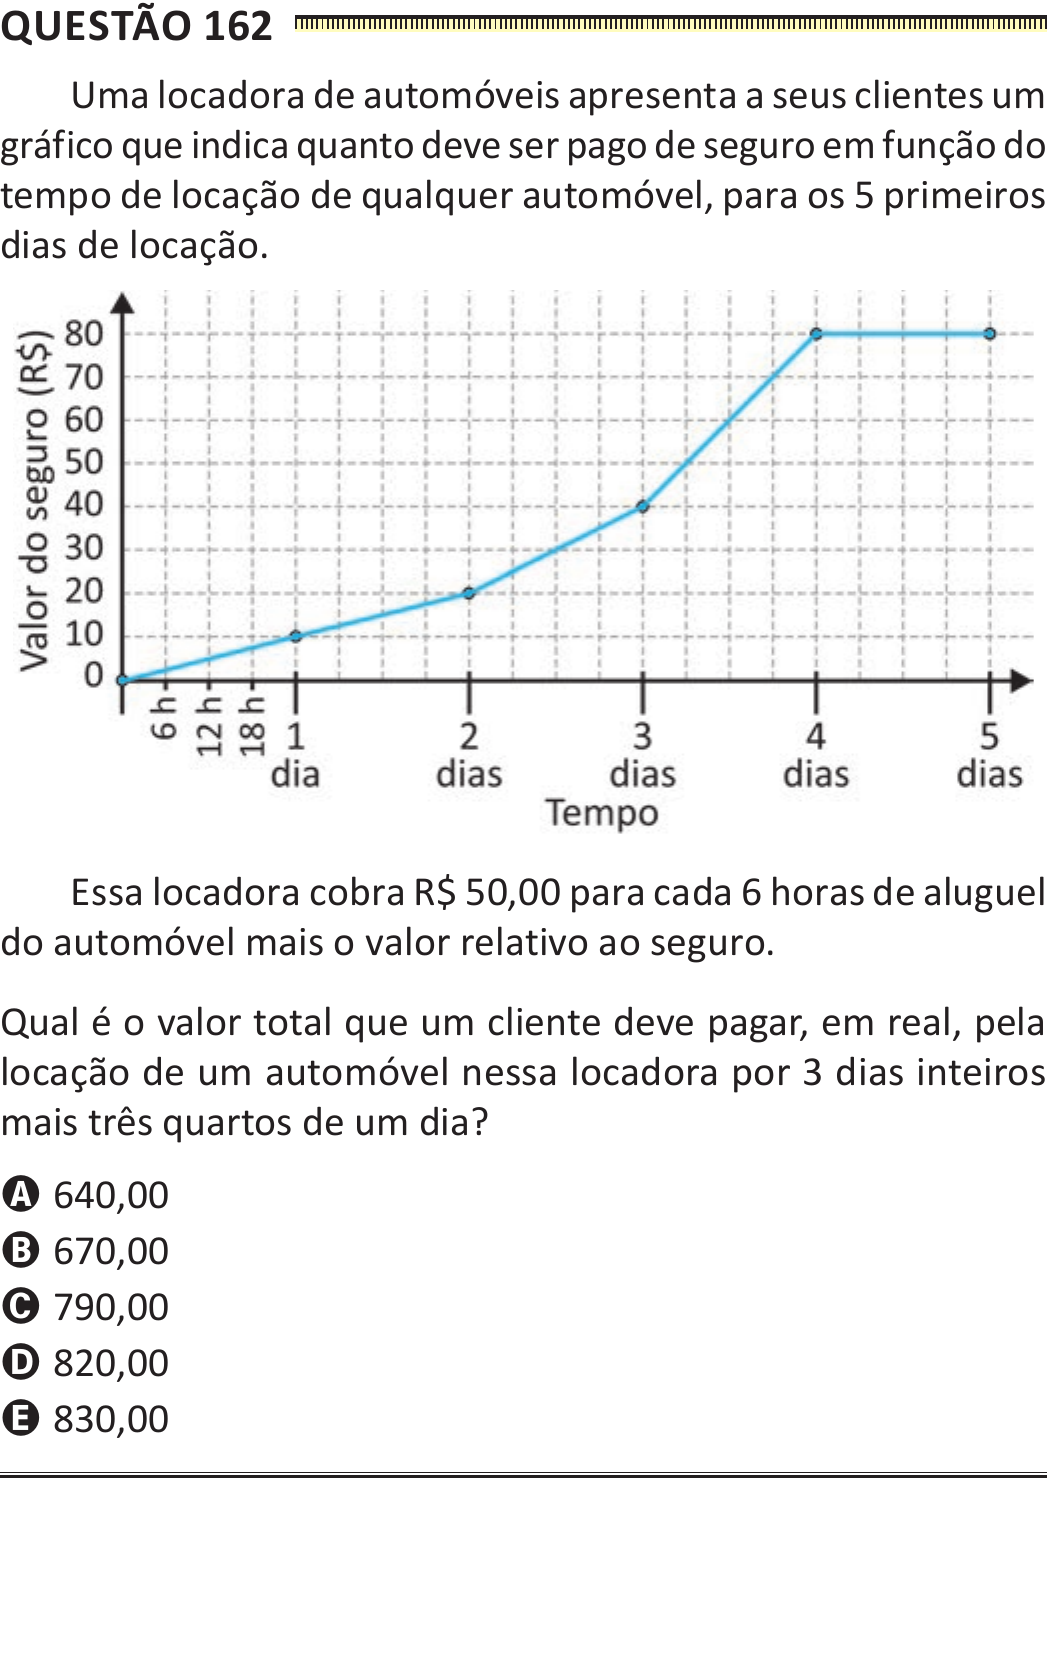 QUESTÃO 162
Uma locadora de automóveis apresenta a seus clientes um
gráfico que indica quanto deve ser pago de seguro em função do
tempo de locação de qualquer automóvel, para os 5 primeiros
dias de locação.
Valor do seguro (R$)
80
70
60
50
40
30
20
10
0
6 h
12 h
18 h
1 dia
2 dias
3 dias
4 dias
5 dias
Tempo
Essa locadora cobra R$ 50,00 para cada 6 horas de aluguel
do automóvel mais o valor relativo ao seguro.
Qual é o valor total que um cliente deve pagar, em real, pela
locação de um automóvel nessa locadora por 3 dias inteiros
mais três quartos de um dia?
A 640,00
B 670,00
C 790,00
D 820,00
E 830,00